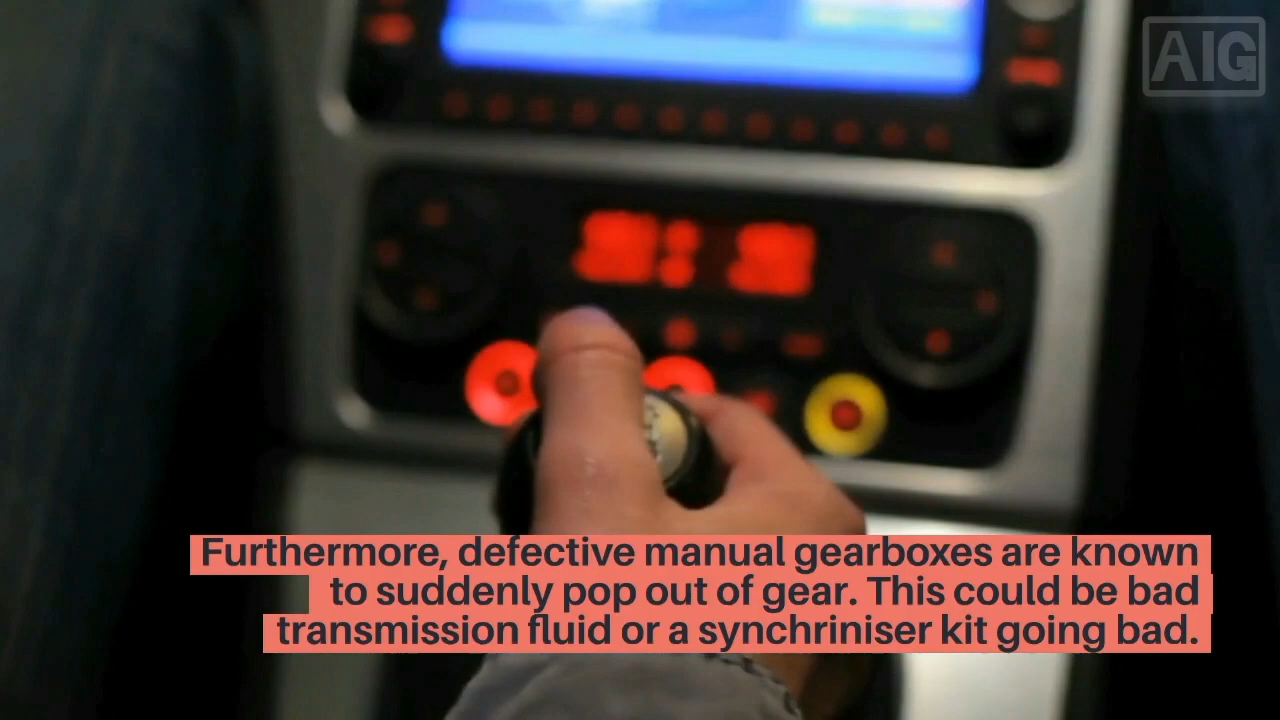 AIG
Furthermore, defective manual gearboxes are known
to suddenly pop out of gear. This could be bad
transmission fluid or a synchriniser kit going bad.